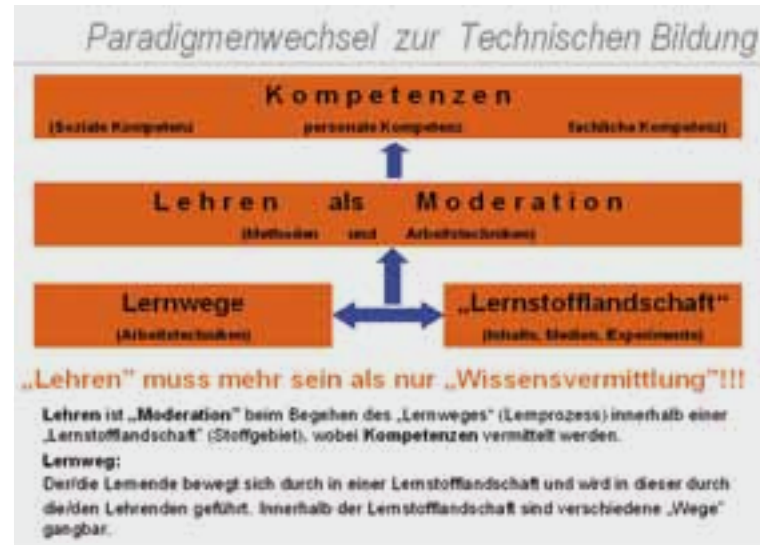 Paradigmenwechsel zur Technischen Bildung
Kompetenzen
(Soziale Kompetenz personale Kompetenz fachliche Kompetenz)
Lehren als Moderation
(Methoden und Arbeitstechniken)
Lernwege
(Arbeitstechniken)
„Lernstofflandschaft“
(Inhalte, Medien, Experimente)
„Lehren” muss mehr sein als nur „Wissensvermittlung”!!!
Lehren ist „Moderation” beim Begehen des „Lernweges” (Lernprozess) innerhalb einer
„Lernstofflandschaft” (Stoffgebiet), wobei Kompetenzen vermittelt werden.
Lernweg:
Der/die Lernende bewegt sich durch in einer Lernstofflandschaft und wird in dieser durch
die/den Lehrenden geführt. Innerhalb der Lernstofflandschaft sind verschiedene „Wege”
gangbar.